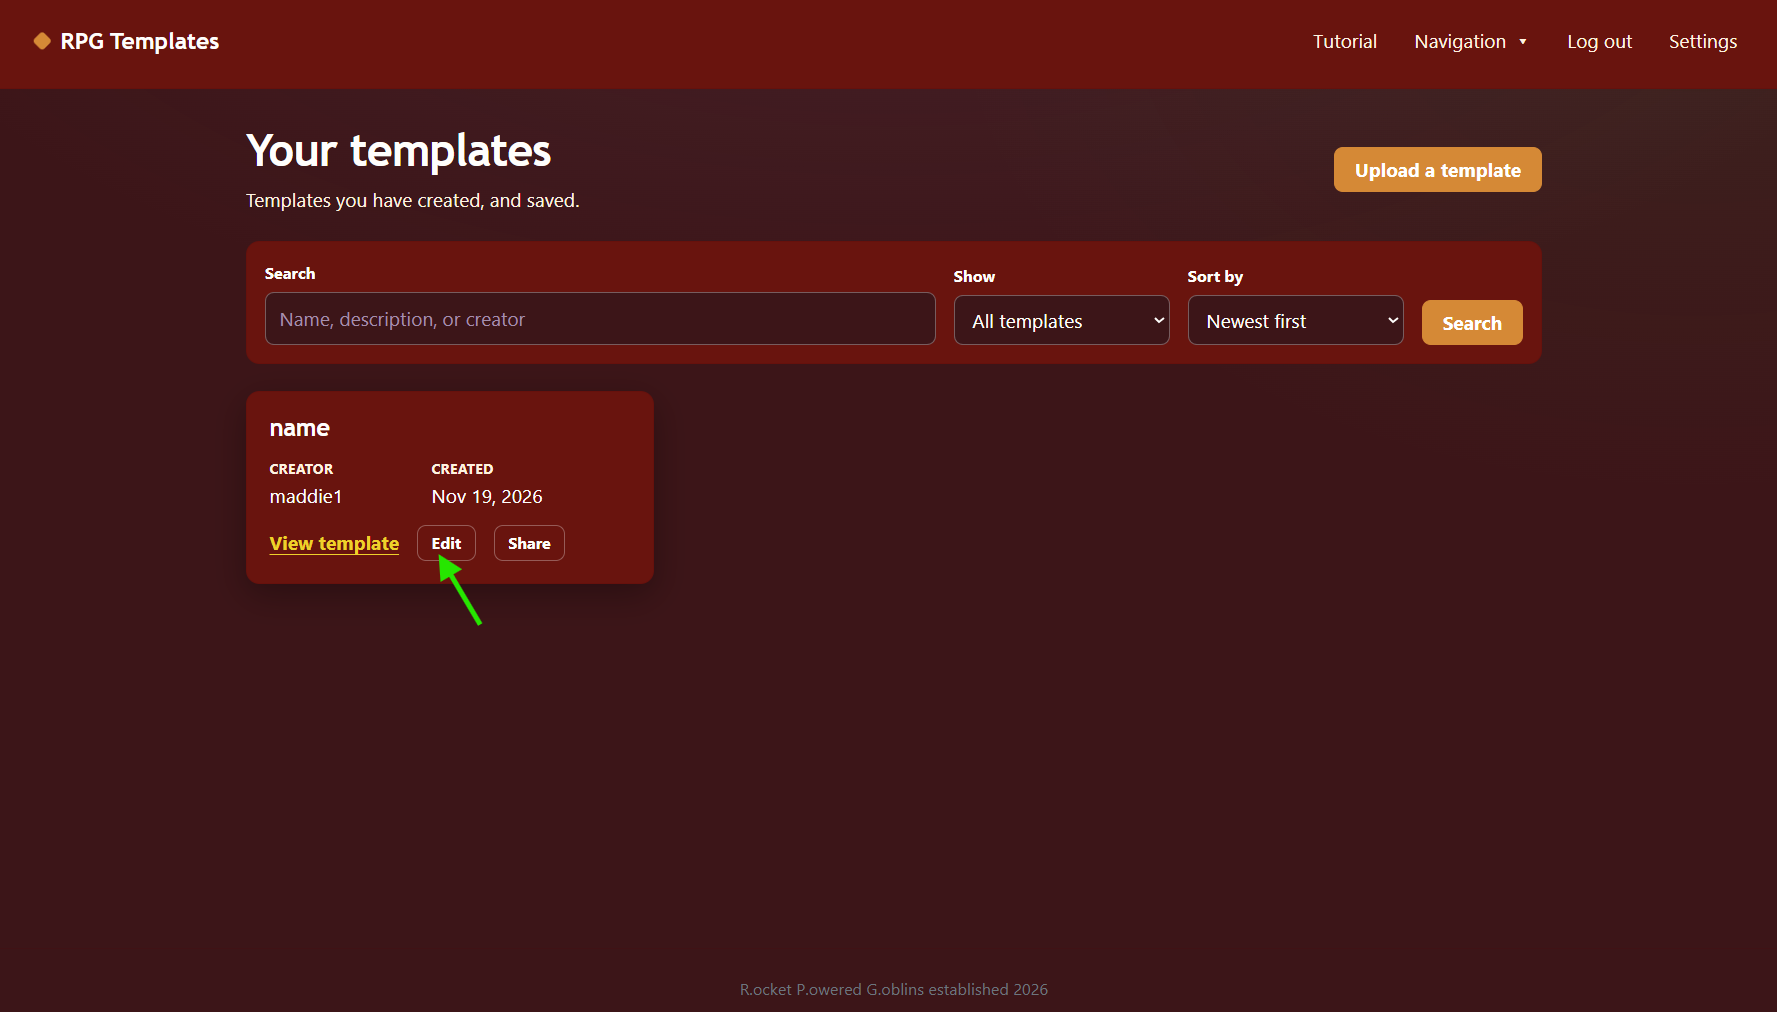 RPG Templates
Tutorial
Navigation
Log out
Settings
Your templates
Templates you have created, and saved.
Upload a template
Search
Name, description, or creator
Show
All templates
Sort by
Newest first
Search
name
CREATOR
CREATED
maddie1
Nov 19, 2026
View template
Edit
Share
R.ocket P.owered G.oblins established 2026